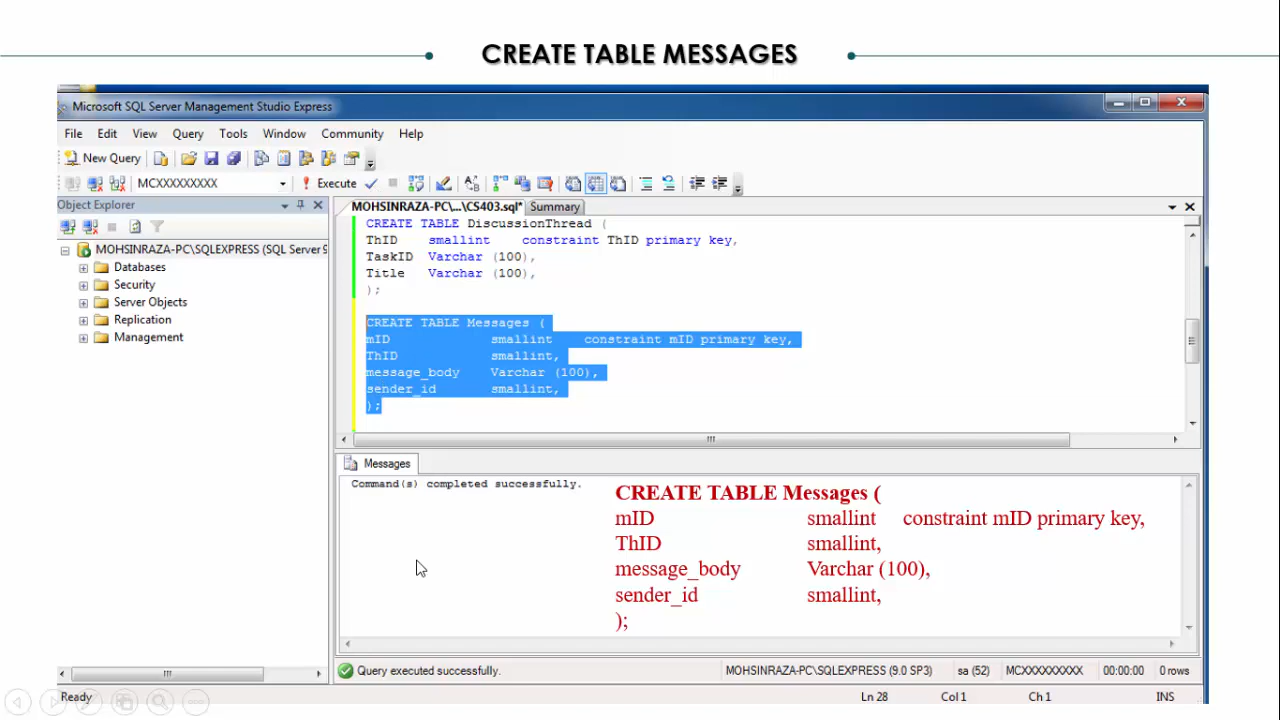 CREATE TABLE MESSAGES
Microsoft SQL Server Management Studio Express
File Edit View Query Tools Window Community Help
New Query
MCXXXXXXXXX Execute
Object Explorer
MOHSINRAZA-PC\SQLEXPRESS (SQL Server 9
Databases
Security
Server Objects
Replication
Management
MOHSINRAZA-PC\...\CS403.sql* Summary
CREATE TABLE DiscussionThread (
ThID smallint constraint ThID primary key,
TaskID Varchar (100),
Title Varchar (100),
);
CREATE TABLE Messages (
mID smallint constraint mID primary key,
ThID smallint,
message_body Varchar (100),
sender_id smallint,
);
Messages
Command(s) completed successfully.
CREATE TABLE Messages (
mID smallint constraint mID primary key,
ThID smallint,
message_body Varchar (100),
sender_id smallint,
);
Query executed successfully. MOHSINRAZA-PC\SQLEXPRESS (9.0 SP3) sa (52) MCXXXXXXXXX 00:00:00 0 rows
Ready Ln 28 Col 1 Ch 1 INS